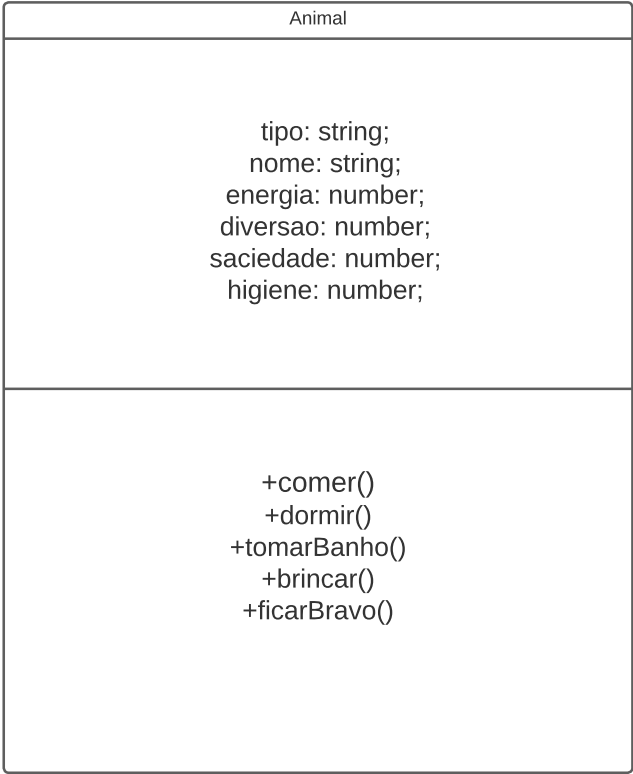 Animal
tipo: string;
nome: string;
energia: number;
diversao: number;
saciedade: number;
higiene: number;
+comer()
+dormir()
+tomarBanho()
+brincar()
+ficarBravo()